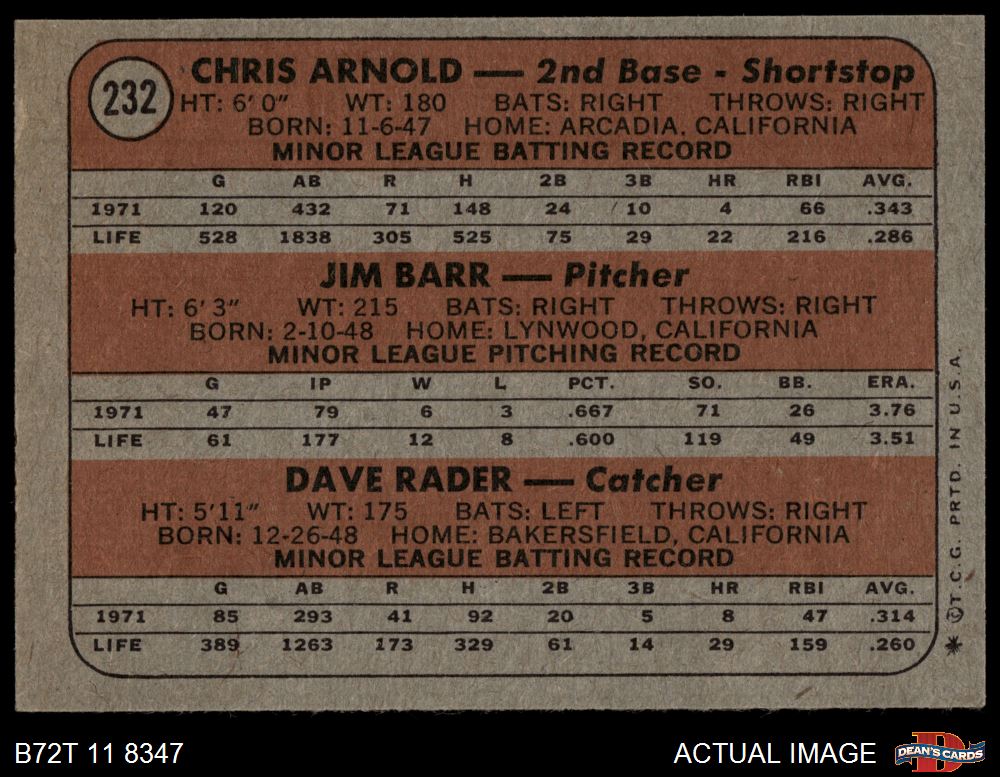 232
CHRIS ARNOLD — 2nd Base - Shortstop
HT: 6' 0" WT: 180 BATS: RIGHT THROWS: RIGHT
BORN: 11-6-47 HOME: ARCADIA, CALIFORNIA
MINOR LEAGUE BATTING RECORD
G AB R H 2B 3B HR RBI AVG.
1971 120 432 71 148 24 10 4 66 .343
LIFE 528 1838 305 525 75 29 22 216 .286
JIM BARR — Pitcher
HT: 6' 3" WT: 215 BATS: RIGHT THROWS: RIGHT
BORN: 2-10-48 HOME: LYNWOOD, CALIFORNIA
MINOR LEAGUE PITCHING RECORD
G IP W L PCT. SO. BB. ERA.
1971 47 79 6 3 .667 71 26 3.76
LIFE 61 177 12 8 .600 119 49 3.51
DAVE RADER — Catcher
HT: 5'11" WT: 175 BATS: LEFT THROWS: RIGHT
BORN: 12-26-48 HOME: BAKERSFIELD, CALIFORNIA
MINOR LEAGUE BATTING RECORD
G AB R H 2B 3B HR RBI AVG.
1971 85 293 41 92 20 5 8 47 .314
LIFE 389 1263 173 329 61 14 29 159 .260
* ©T.C.G. PRTD. IN U.S.A.
B72T 11 8347
ACTUAL IMAGE
D
DEAN'S CARDS